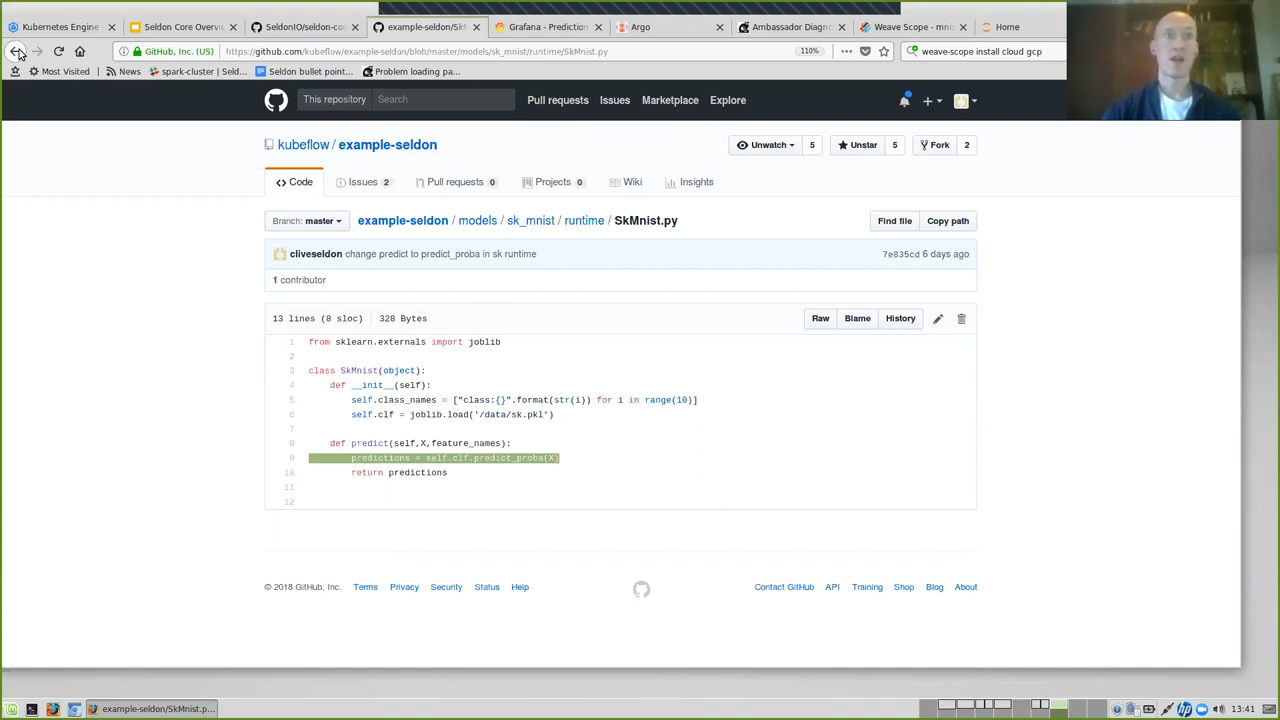 Kubernetes Engine
Seldon Core Overvi
SeldonIO/seldon-co
example-seldon/Sk
Grafana - Prediction
Argo
Ambassador Diagno
Weave Scope - mni
Home
GitHub, Inc. (US)
https://github.com/kubeflow/example-seldon/blob/master/models/sk_mnist/runtime/SkMnist.py
110%
weave-scope install cloud gcp
Most Visited
News
spark-cluster | Seld...
Seldon bullet point...
Problem loading pa...
This repository
Search
Pull requests
Issues
Marketplace
Explore
kubeflow / example-seldon
Unwatch 5
Unstar 5
Fork 2
Code
Issues 2
Pull requests 0
Projects 0
Wiki
Insights
Branch: master
example-seldon / models / sk_mnist / runtime / SkMnist.py
Find file
Copy path
cliveseldon change predict to predict_proba in sk runtime
7e835cd 6 days ago
1 contributor
13 lines (8 sloc)
328 Bytes
Raw
Blame
History
1 from sklearn.externals import joblib
2
3 class SkMnist(object):
4 def __init__(self):
5 self.class_names = ["class:{}".format(str(i)) for i in range(10)]
6 self.clf = joblib.load('/data/sk.pkl')
7
8 def predict(self,X,feature_names):
9 predictions = self.clf.predict_proba(X)
10 return predictions
11
12
© 2018 GitHub, Inc.
Terms
Privacy
Security
Status
Help
Contact GitHub
API
Training
Shop
Blog
About
example-seldon/SkMnist.p...
13:41